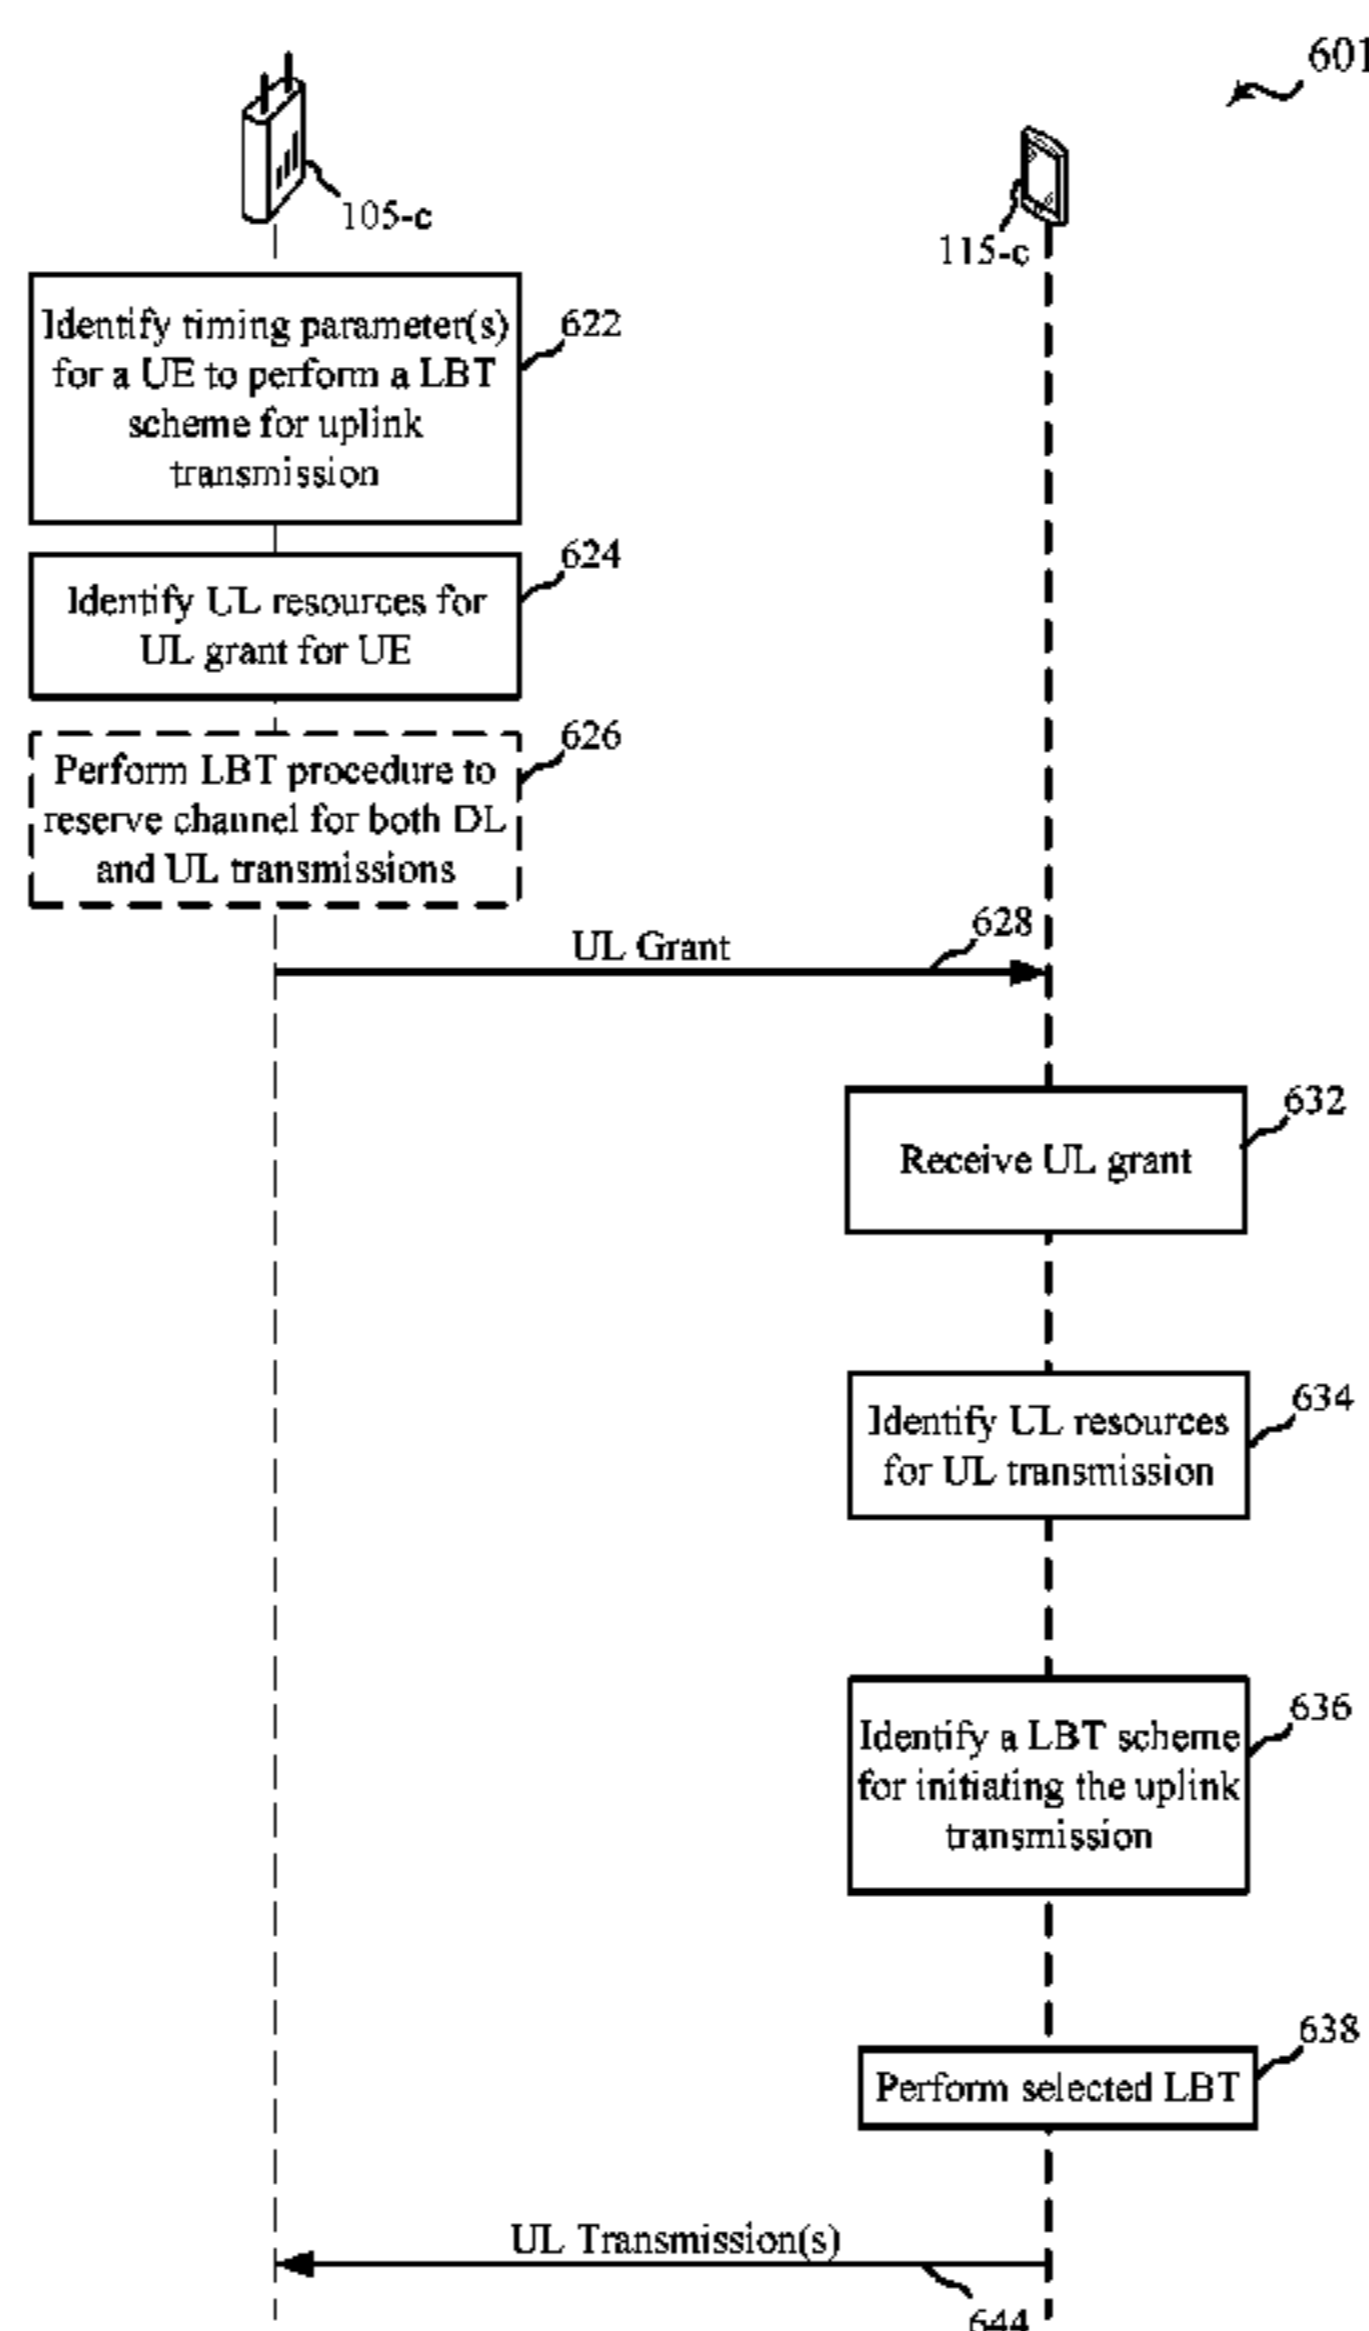 601
105-c
115-c
Identify timing parameter(s)
for a UE to perform a LBT
scheme for uplink
transmission
622
Identify UL resources for
UL grant for UE
624
Perform LBT procedure to
reserve channel for both DL
and UL transmissions
626
UL Grant
628
Receive UL grant
632
Identify UL resources
for UL transmission
634
Identify a LBT scheme
for initiating the uplink
transmission
636
Perform selected LBT
638
UL Transmission(s)
644